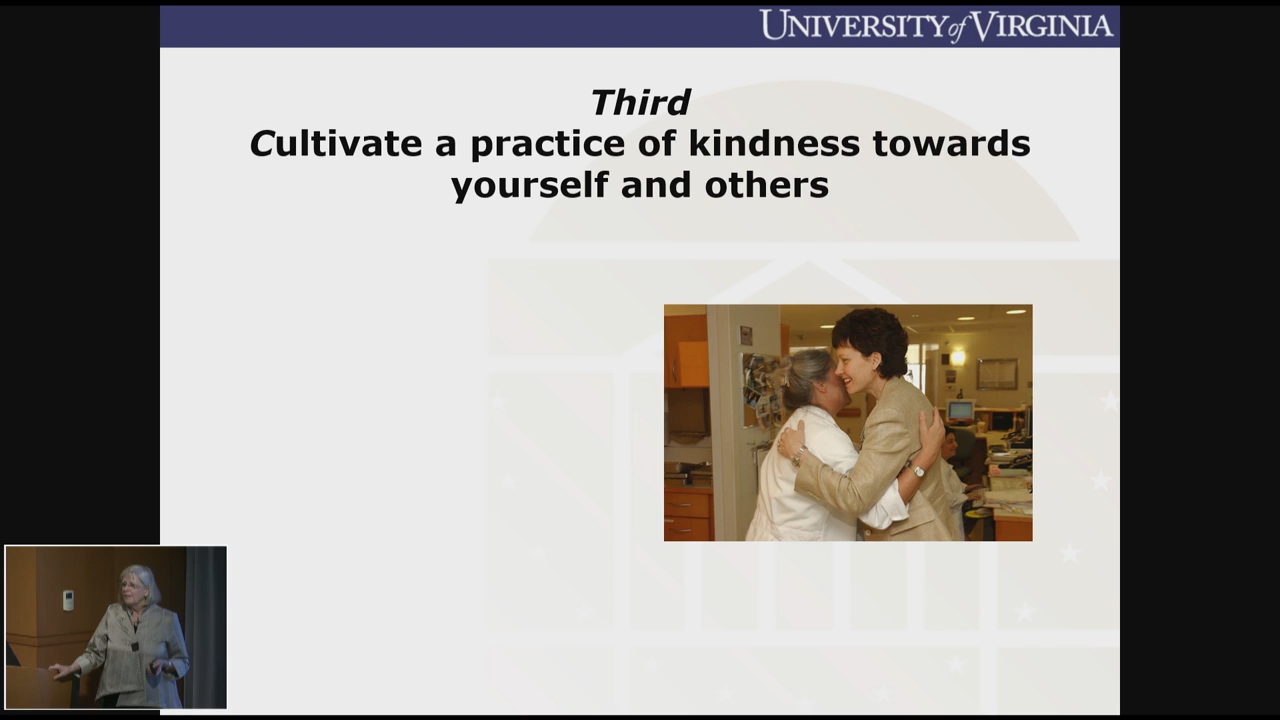 UNIVERSITY of VIRGINIA
Third
Cultivate a practice of kindness towards
yourself and others